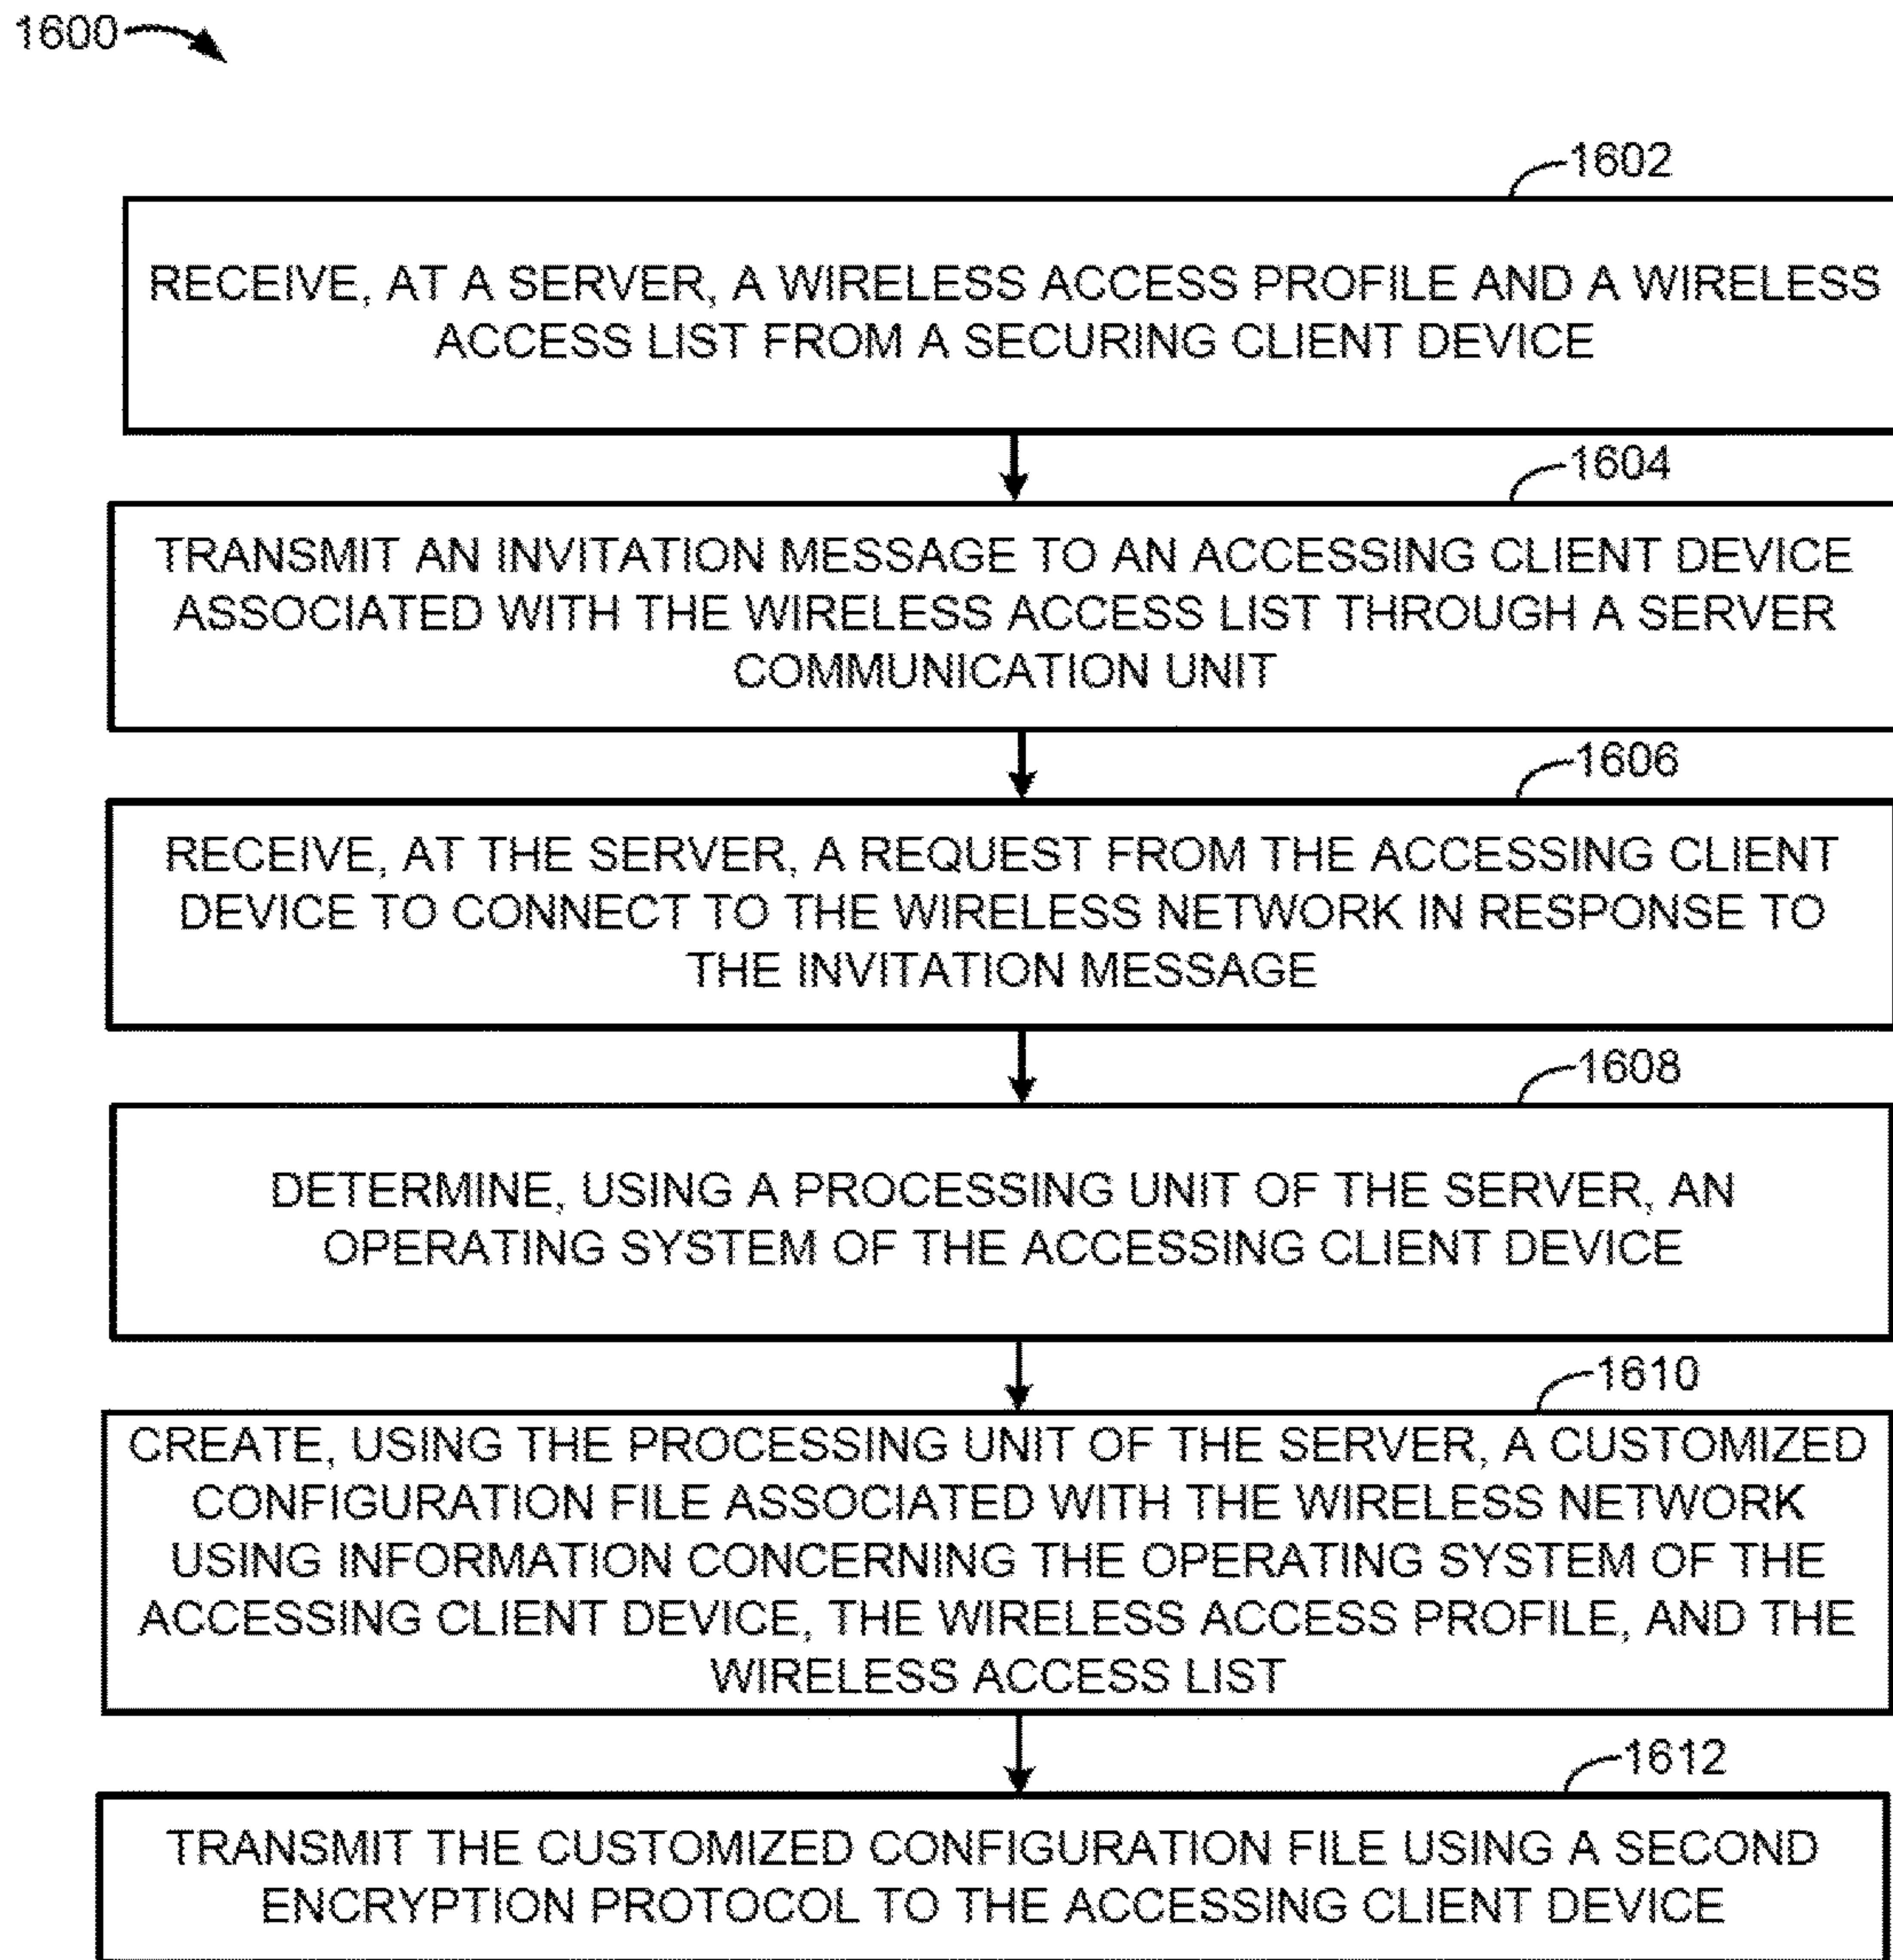 1600
1602
RECEIVE, AT A SERVER, A WIRELESS ACCESS PROFILE AND A WIRELESS
ACCESS LIST FROM A SECURING CLIENT DEVICE
1604
TRANSMIT AN INVITATION MESSAGE TO AN ACCESSING CLIENT DEVICE
ASSOCIATED WITH THE WIRELESS ACCESS LIST THROUGH A SERVER
COMMUNICATION UNIT
1606
RECEIVE, AT THE SERVER, A REQUEST FROM THE ACCESSING CLIENT
DEVICE TO CONNECT TO THE WIRELESS NETWORK IN RESPONSE TO
THE INVITATION MESSAGE
1608
DETERMINE, USING A PROCESSING UNIT OF THE SERVER, AN
OPERATING SYSTEM OF THE ACCESSING CLIENT DEVICE
1610
CREATE, USING THE PROCESSING UNIT OF THE SERVER, A CUSTOMIZED
CONFIGURATION FILE ASSOCIATED WITH THE WIRELESS NETWORK
USING INFORMATION CONCERNING THE OPERATING SYSTEM OF THE
ACCESSING CLIENT DEVICE, THE WIRELESS ACCESS PROFILE, AND THE
WIRELESS ACCESS LIST
1612
TRANSMIT THE CUSTOMIZED CONFIGURATION FILE USING A SECOND
ENCRYPTION PROTOCOL TO THE ACCESSING CLIENT DEVICE